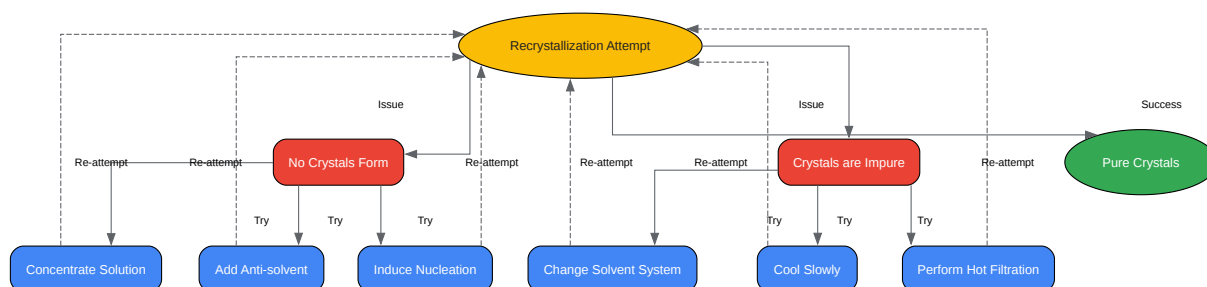 Recrystallization Attempt
Issue
Issue
Success
Re-attempt
Re-attempt
No Crystals Form
Re-attempt
Re-attempt
Re-attempt
Crystals are Impure
Re-attempt
Pure Crystals
Try
Try
Try
Try
Try
Try
Concentrate Solution
Add Anti-solvent
Induce Nucleation
Change Solvent System
Cool Slowly
Perform Hot Filtration